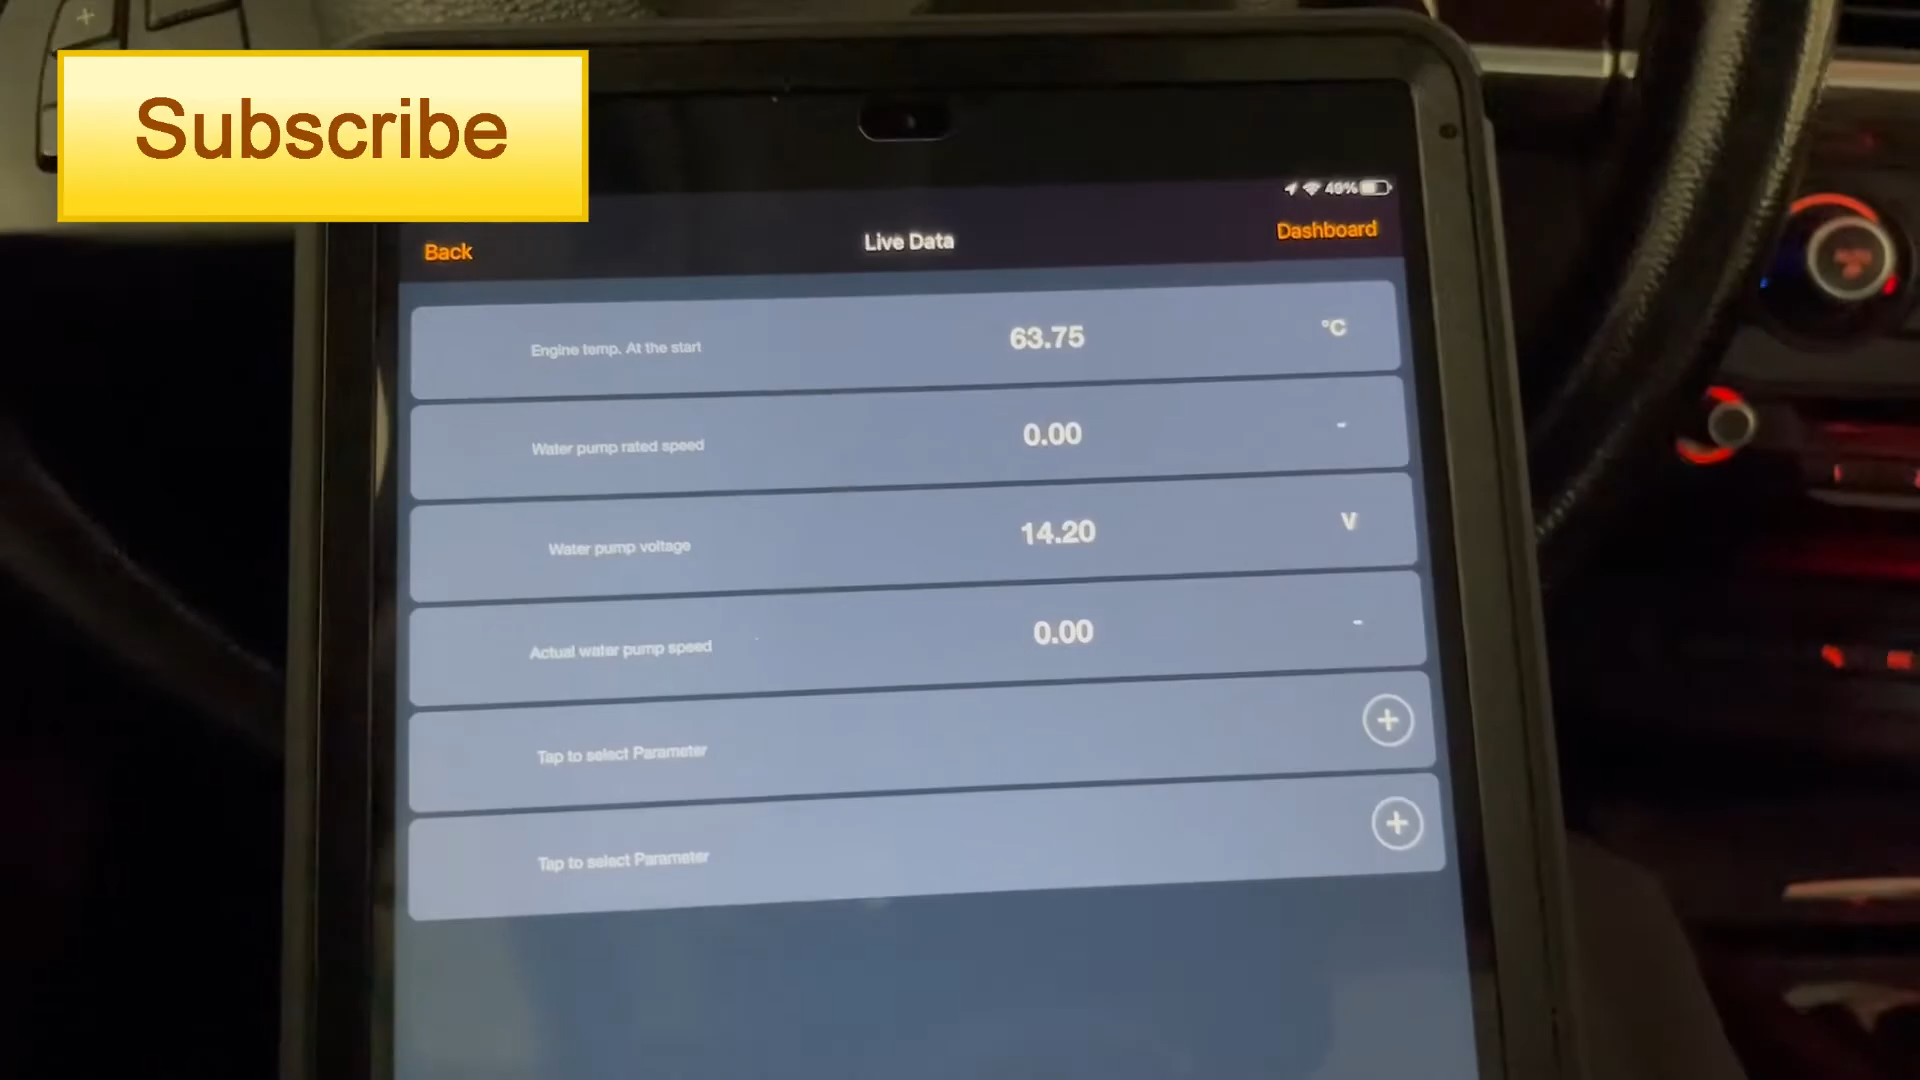 Subscribe
49%
Back
Live Data
Dashboard
Engine temp. At the start
63.75
°C
Water pump rated speed
0.00
-
Water pump voltage
14.20
V
Actual water pump speed
0.00
-
Tap to select Parameter
+
Tap to select Parameter
+